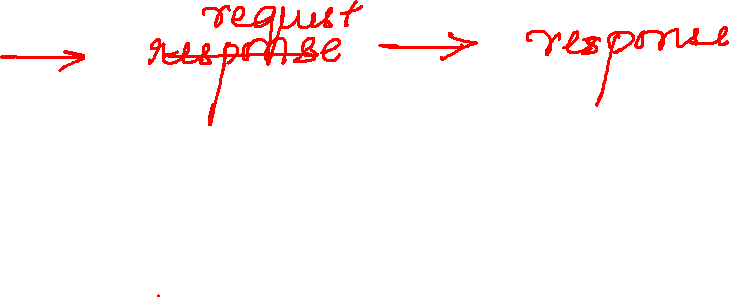 request
→ response → response